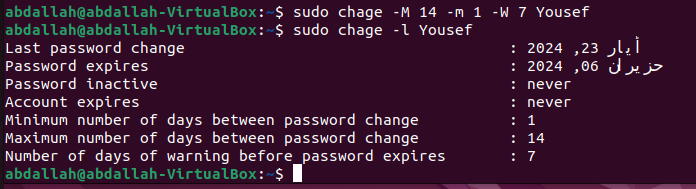 abdallah@abdallah-VirtualBox:~$ sudo chage -M 14 -m 1 -W 7 Yousef
abdallah@abdallah-VirtualBox:~$ sudo chage -l Yousef
Last password change : 2024 ,23 أيار
Password expires : 2024 ,06 حزيران
Password inactive : never
Account expires : never
Minimum number of days between password change : 1
Maximum number of days between password change : 14
Number of days of warning before password expires : 7
abdallah@abdallah-VirtualBox:~$